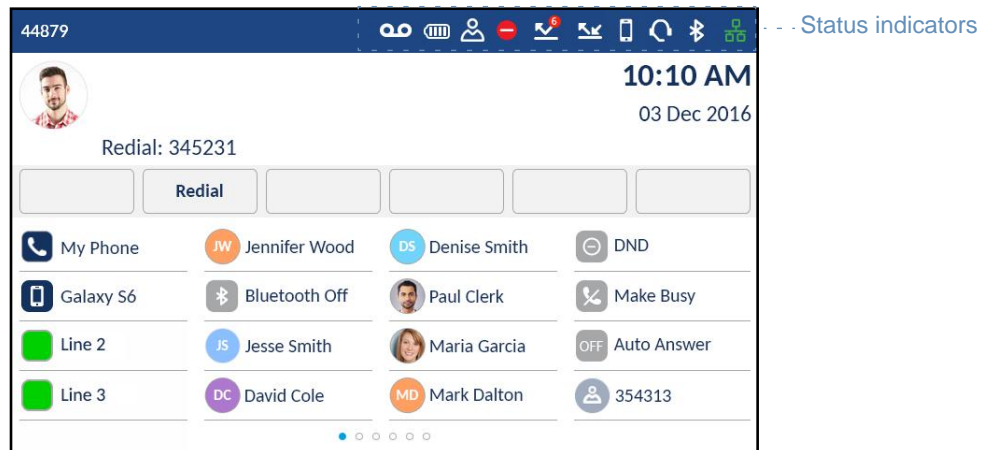 44879
6
Status indicators
10:10 AM
03 Dec 2016
Redial: 345231
Redial
My Phone
JW Jennifer Wood
DS Denise Smith
DND
Galaxy S6
Bluetooth Off
Paul Clerk
Make Busy
Line 2
JS Jesse Smith
Maria Garcia
OFF Auto Answer
Line 3
DC David Cole
MD Mark Dalton
354313